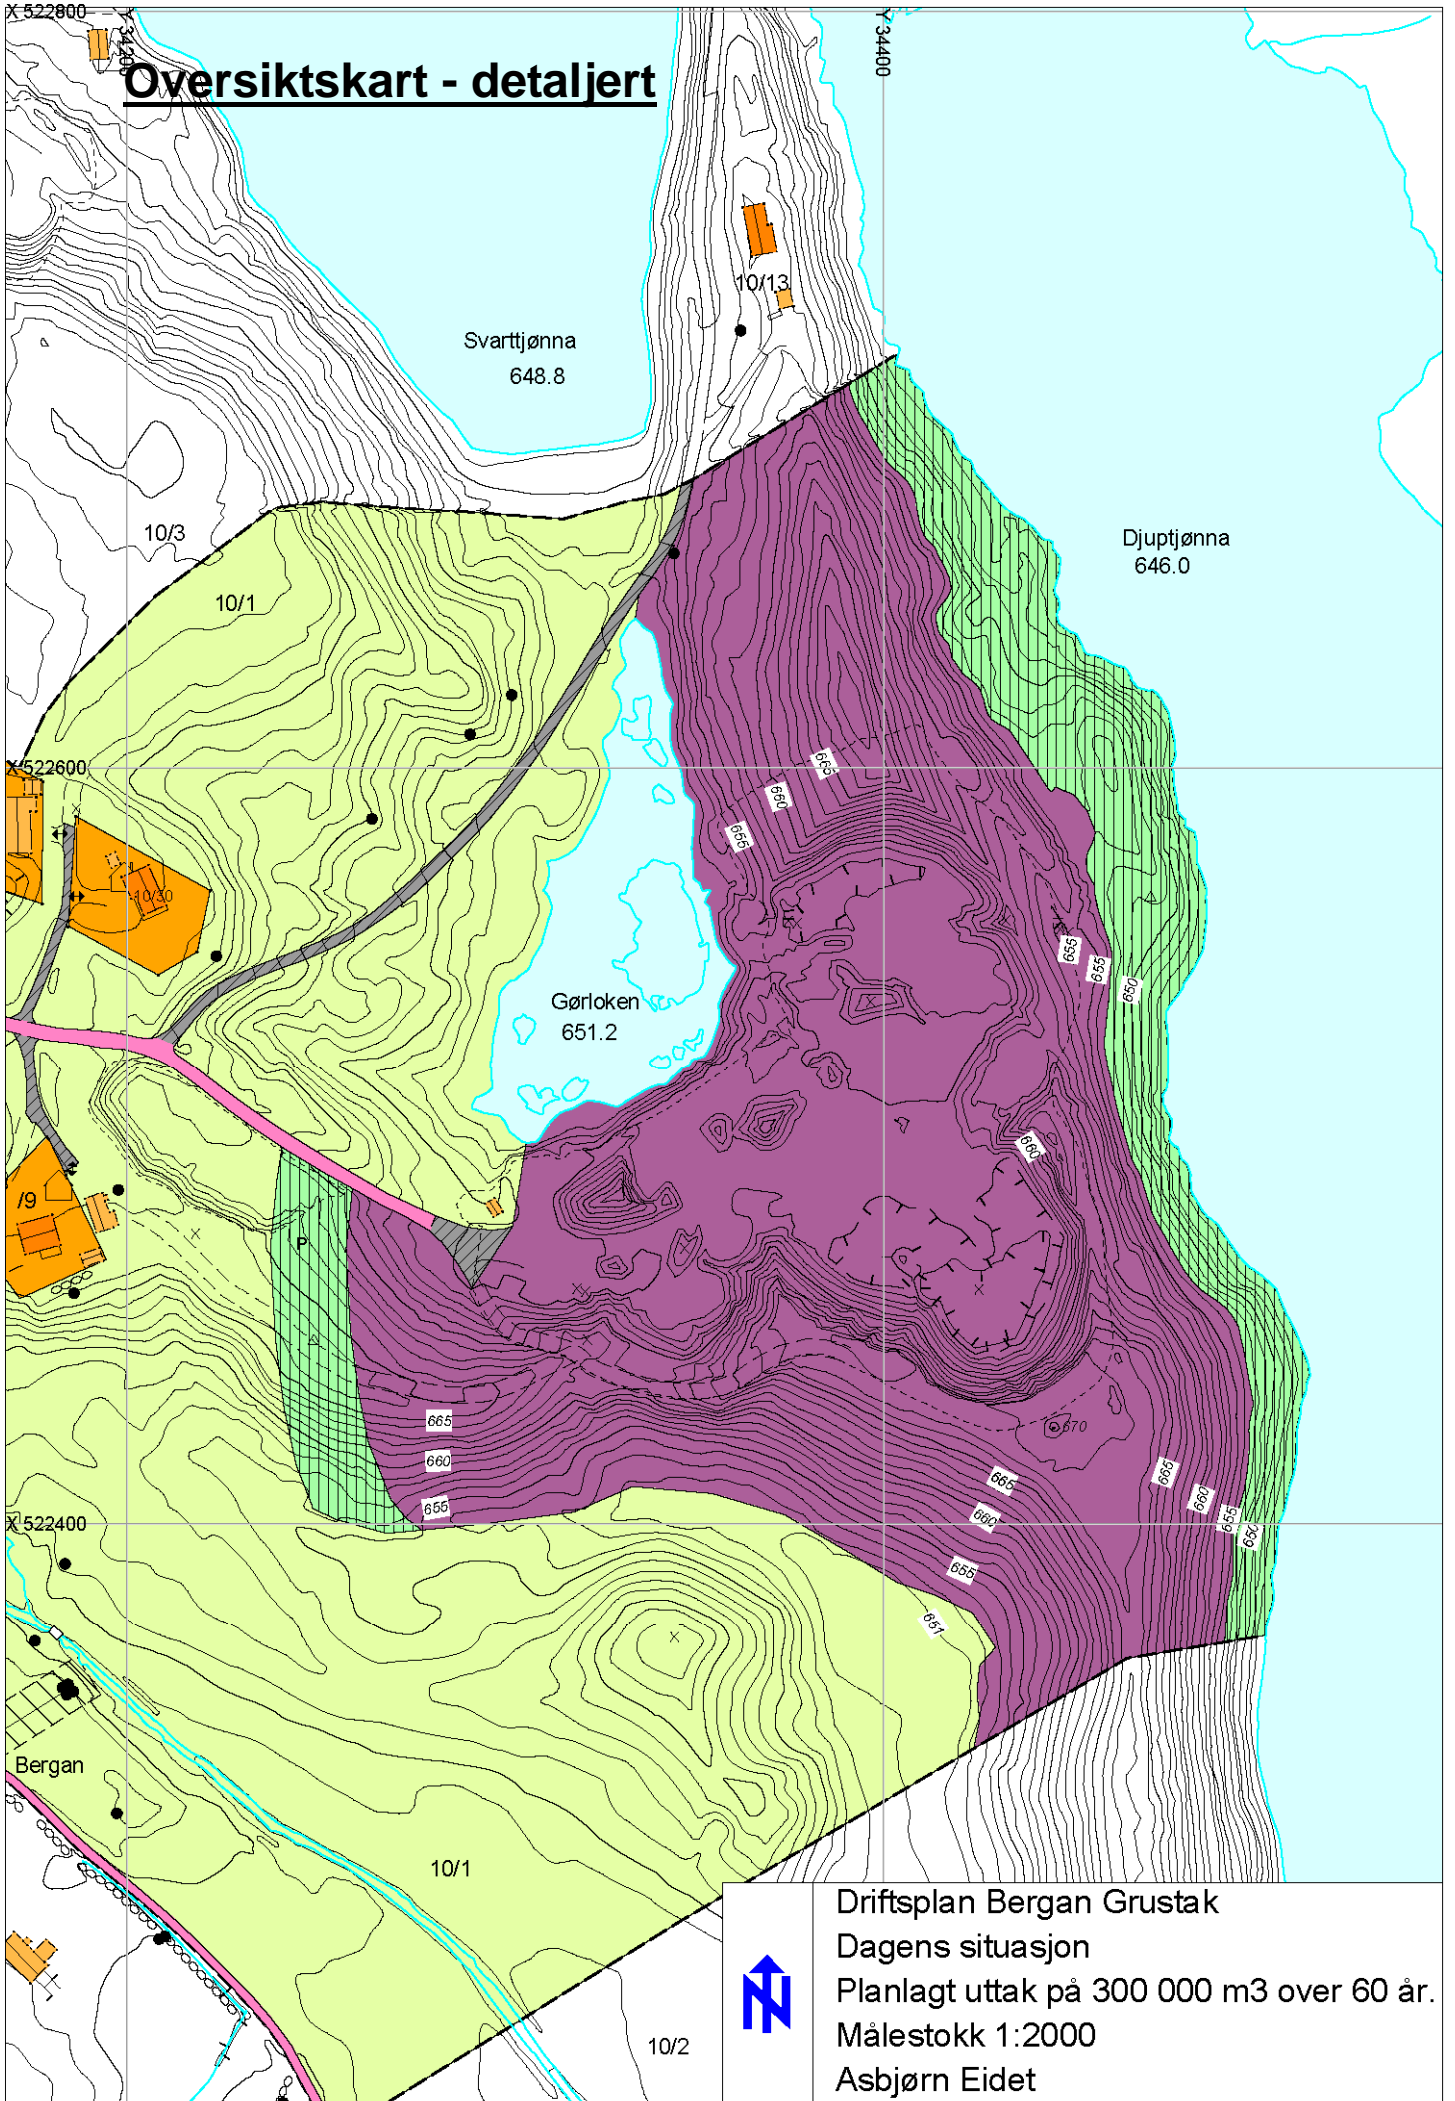 X 522800
Y 34200
Y 34400
Oversiktskart - detaljert
10/13
Svarttjønna
648.8
10/3
Djuptjønna
646.0
10/1
X 522600
665
660
655
10/30
655
655
650
Gørloken
651.2
660
/9
P
665
660
655
670
665
660
655
651
665
660
655
650
X 522400
Bergan
10/1
10/2
N
Driftsplan Bergan Grustak
Dagens situasjon
Planlagt uttak på 300 000 m3 over 60 år.
Målestokk 1:2000
Asbjørn Eidet